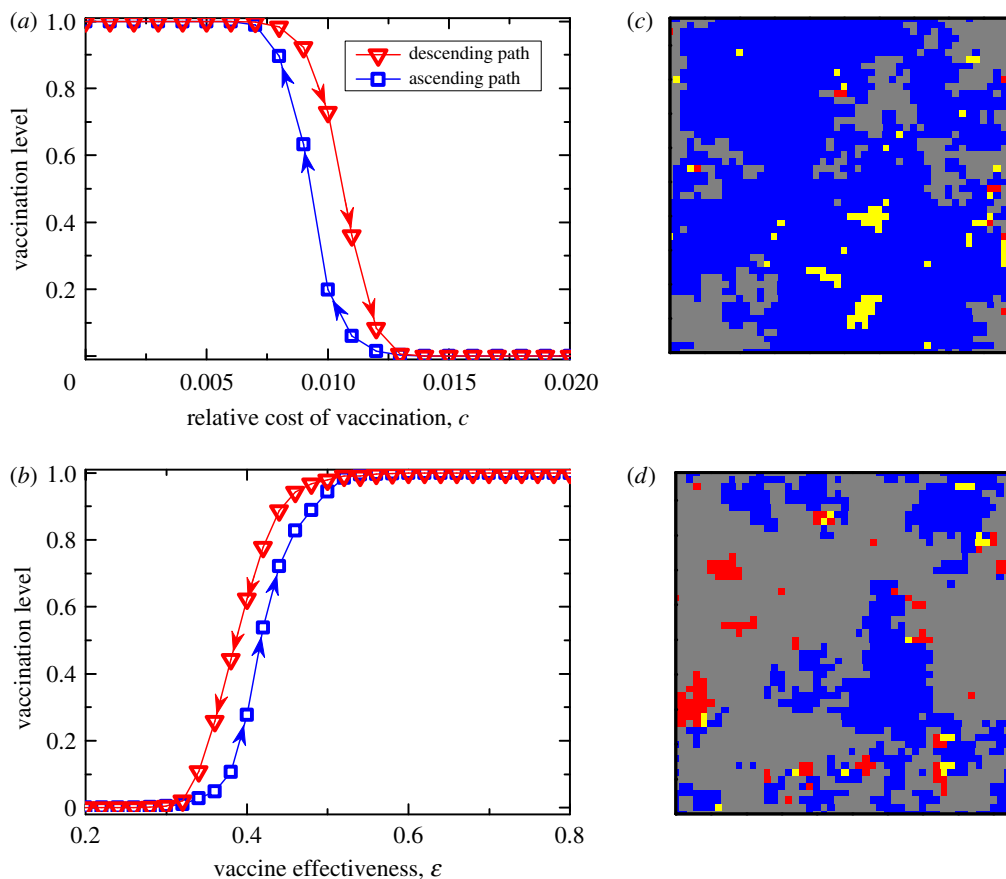 (a)
1.0
0.8
0.6
0.4
0.2
0
0.005
0.010
0.015
0.020
vaccination level
relative cost of vaccination, c
descending path
ascending path
(c)
(b)
1.0
0.8
0.6
0.4
0.2
0
0.2
0.4
0.6
0.8
vaccination level
vaccine effectiveness, ε
(d)